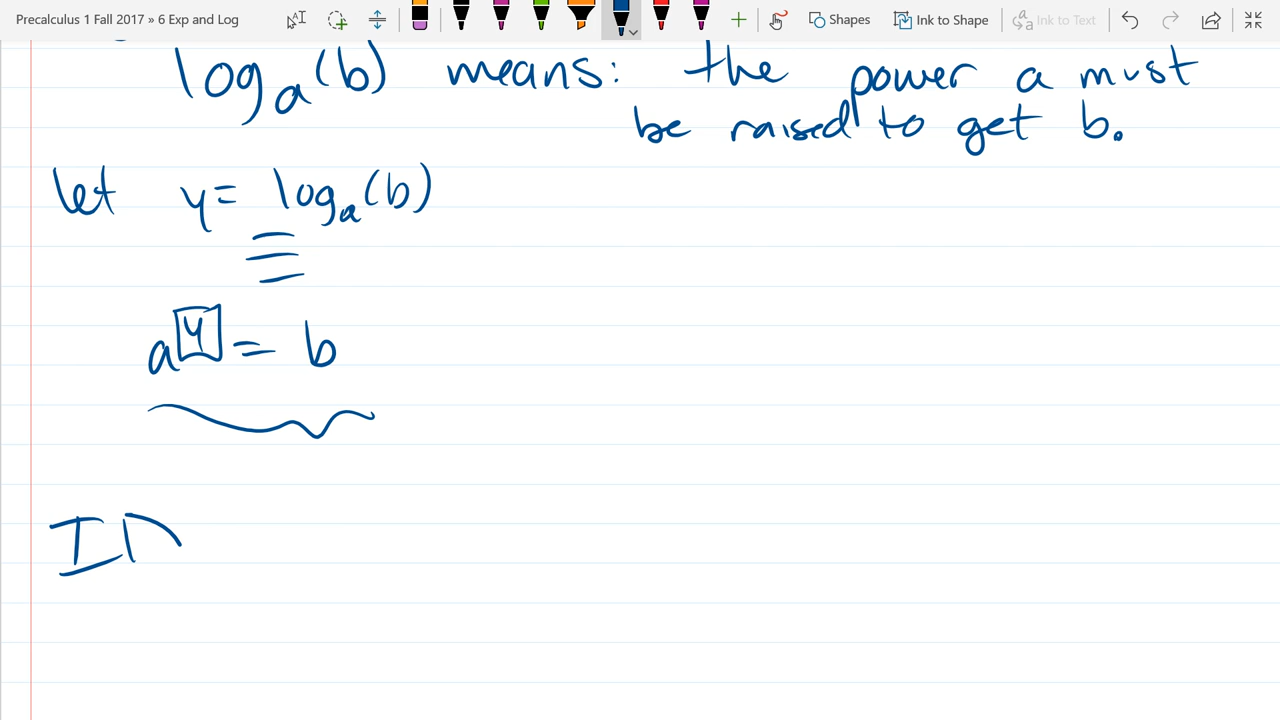 Precalculus 1 Fall 2017 » 6 Exp and Log Shapes Ink to Shape Ink to Text
log_a(b) means: the power a must
be raised to get b.
let y = log_a(b)
≡
a^y = b
ID